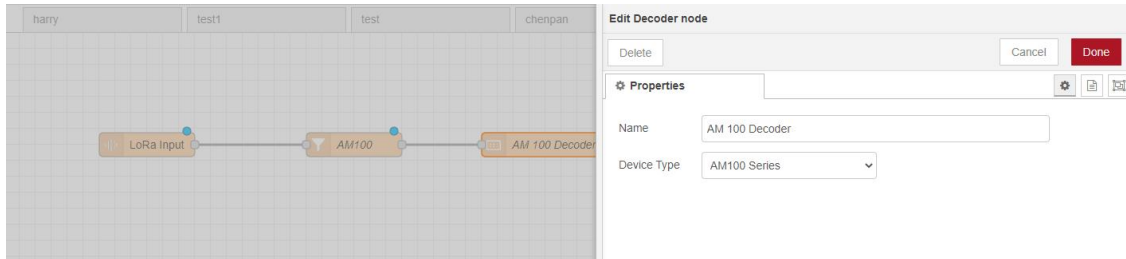 harry
test1
test
chenpan
LoRa Input
AM100
AM 100 Decoder
Edit Decoder node
Delete
Cancel
Done
Properties
Name
AM 100 Decoder
Device Type
AM100 Series